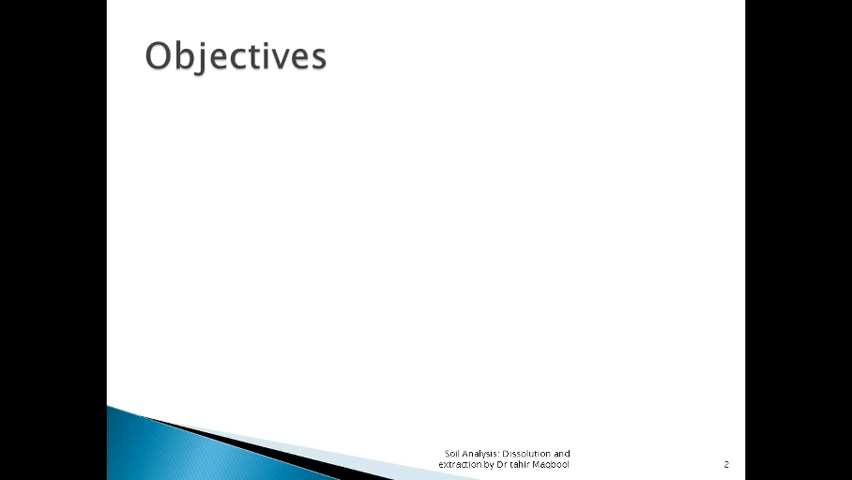 Objectives
Soil Analysis: Dissolution and
extraction by Dr tahir Maqbool
2